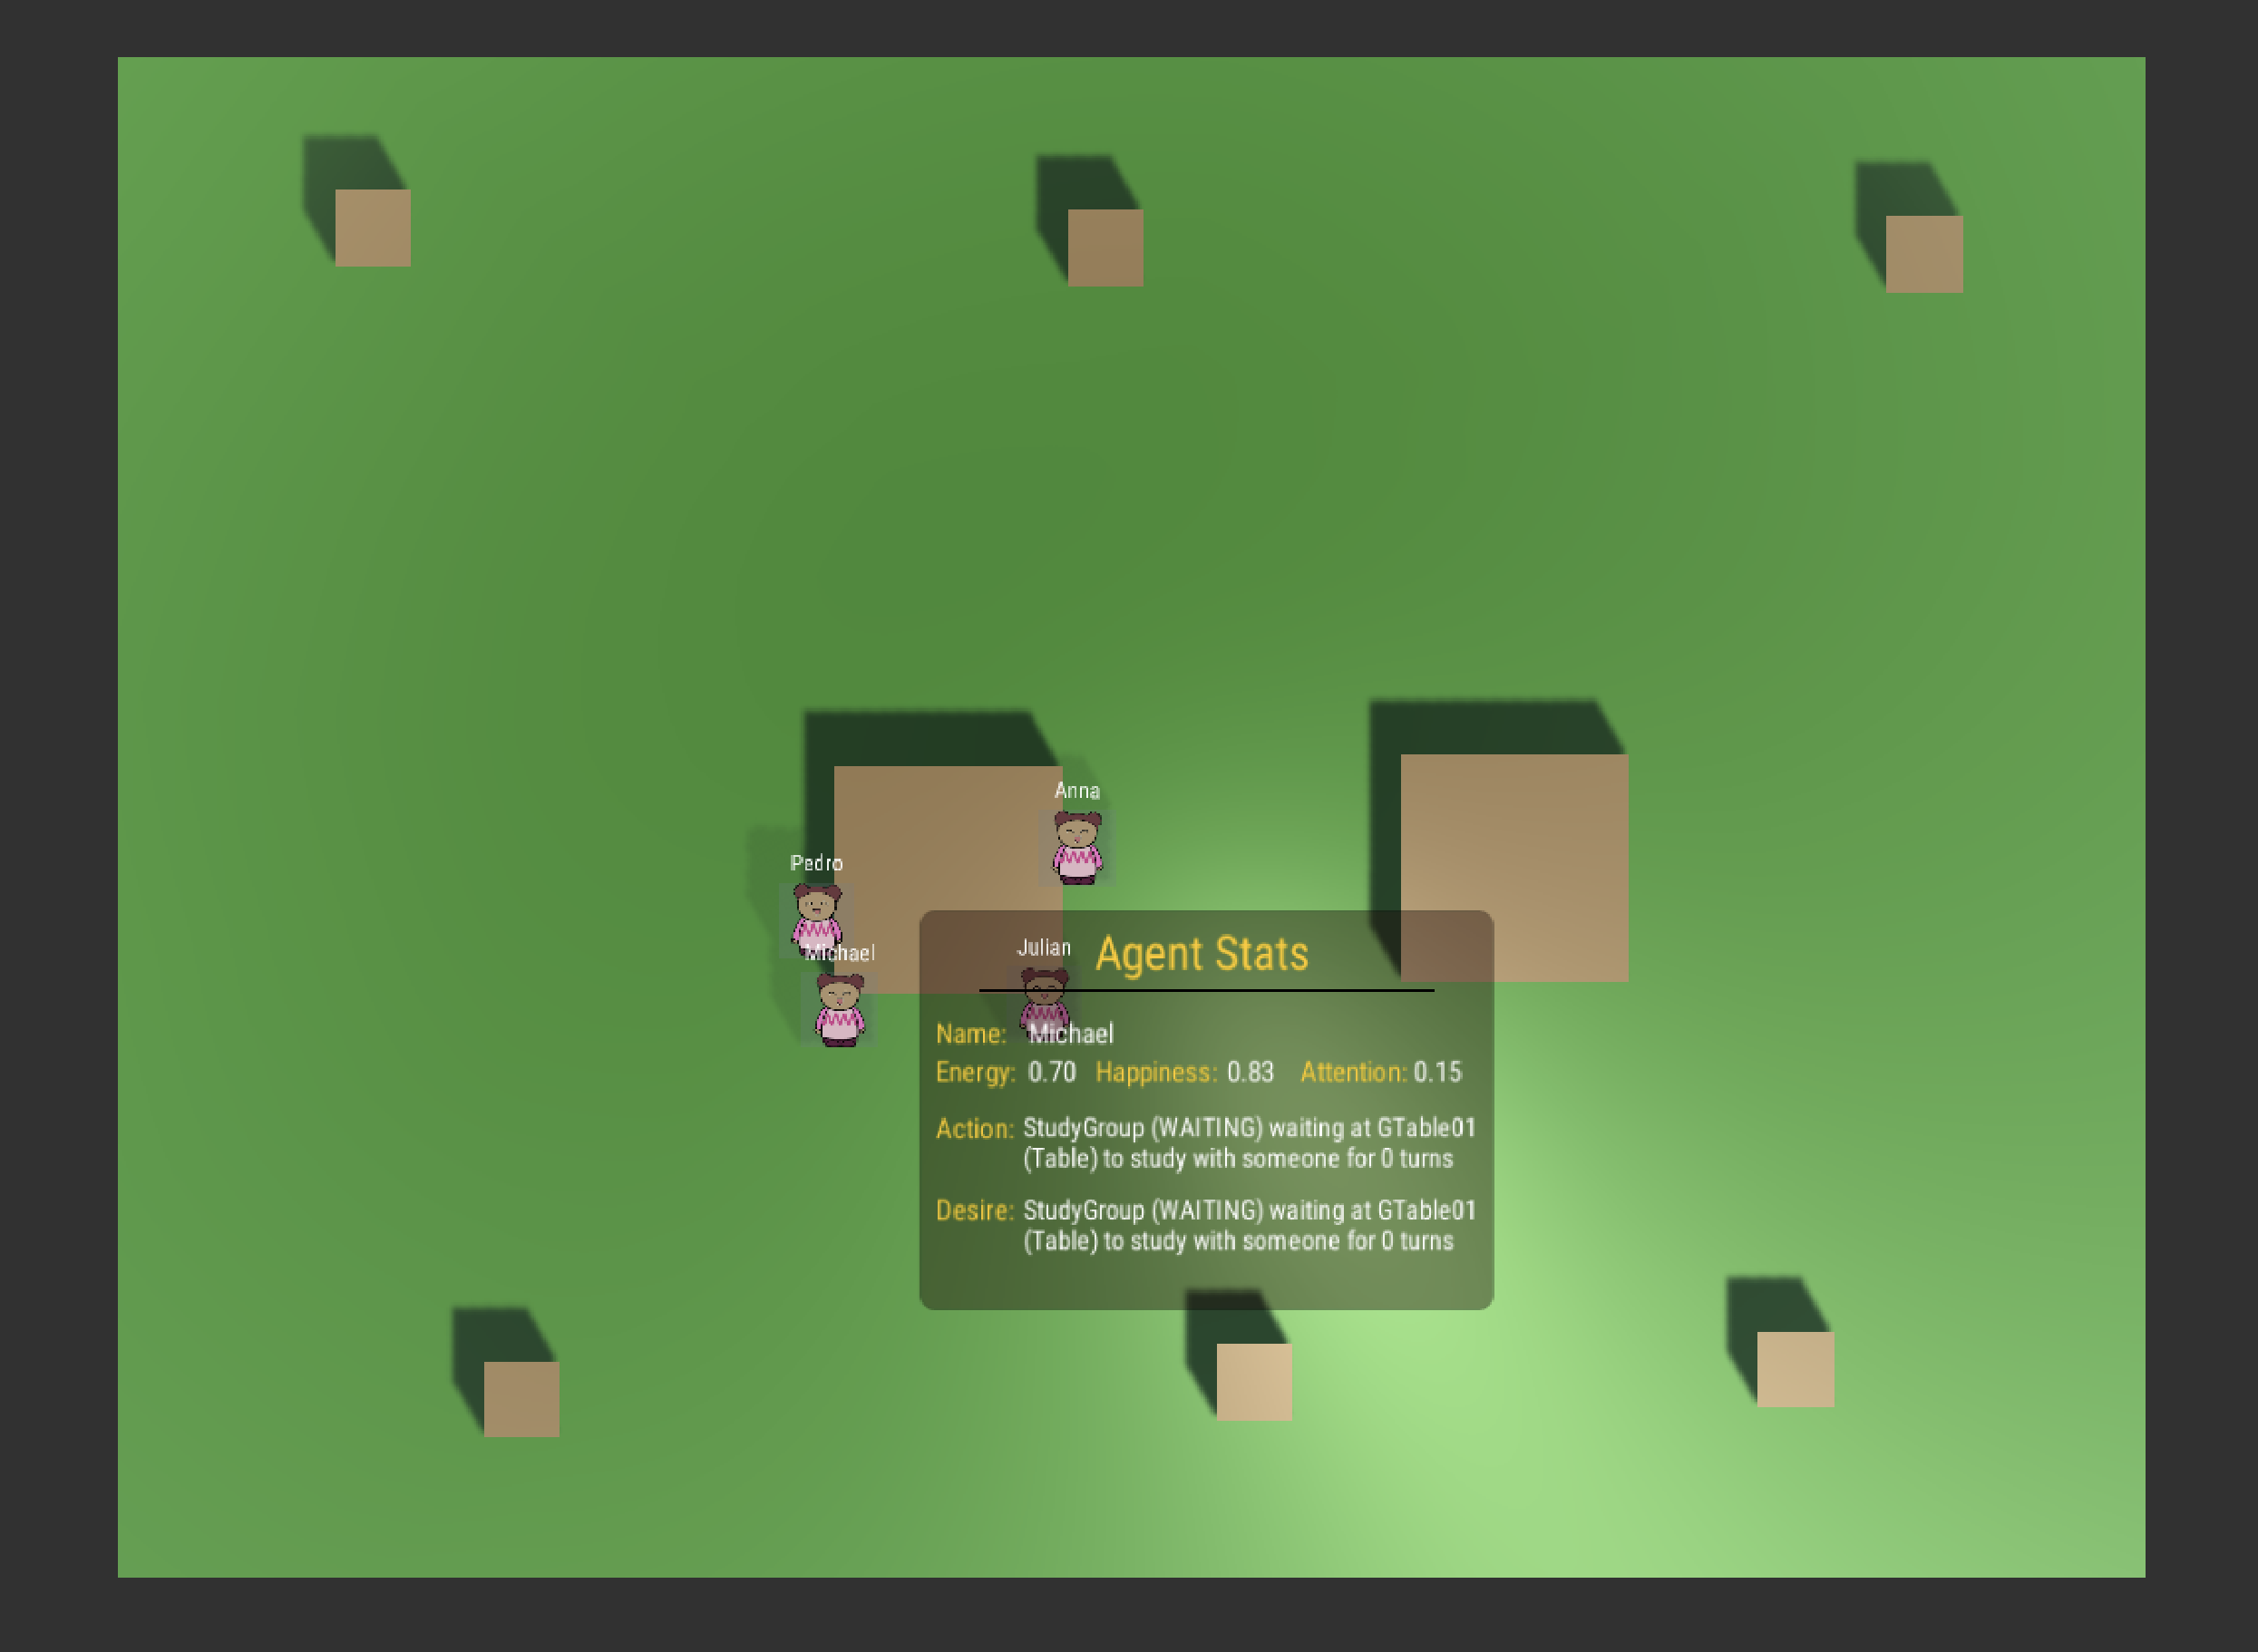 Anna
Pedro
Michael
Julian
Agent Stats
Name: Michael
Energy: 0.70 Happiness: 0.83 Attention: 0.15
Action: StudyGroup (WAITING) waiting at GTable01
(Table) to study with someone for 0 turns
Desire: StudyGroup (WAITING) waiting at GTable01
(Table) to study with someone for 0 turns